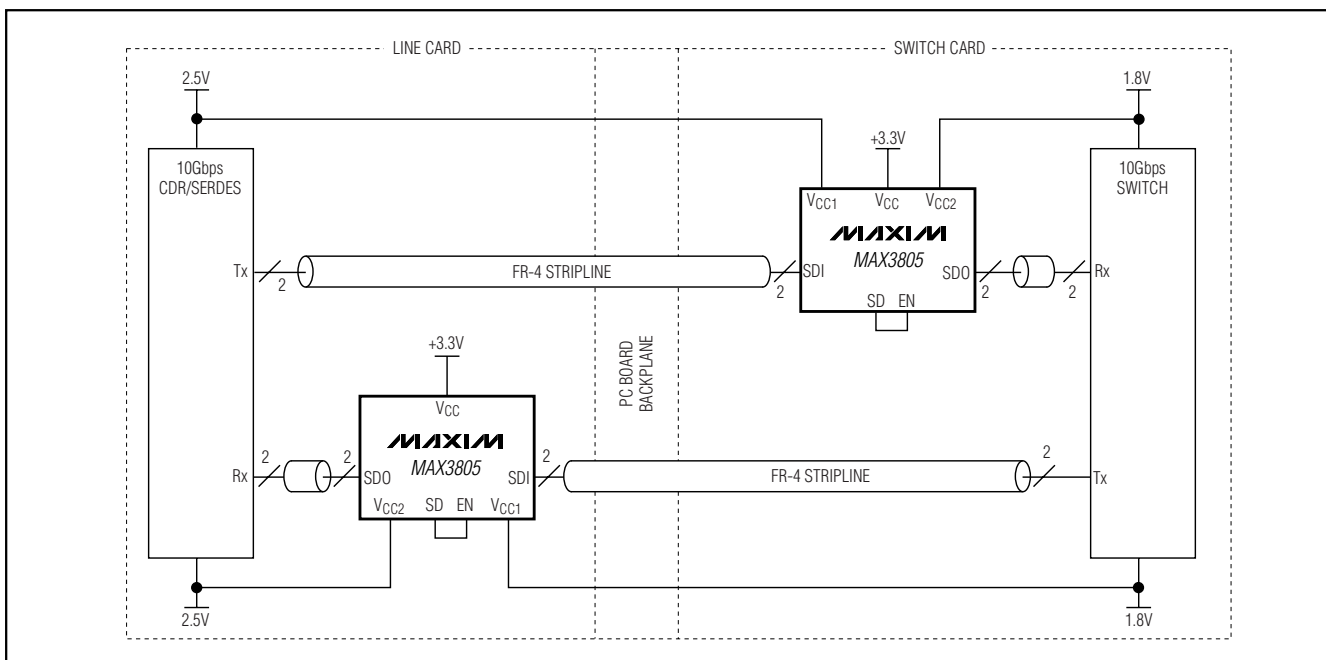 LINE CARD
SWITCH CARD
2.5V
1.8V
+3.3V
10Gbps
CDR/SERDES
10Gbps
SWITCH
VCC1 VCC VCC2
MAXIM
MAX3805
Tx
2
FR-4 STRIPLINE
2
SDI
SDO
2
2
Rx
SD EN
+3.3V
PC BOARD
BACKPLANE
VCC
MAXIM
MAX3805
Rx
2
2
SDO
SDI
2
FR-4 STRIPLINE
2
Tx
VCC2 SD EN VCC1
2.5V
1.8V